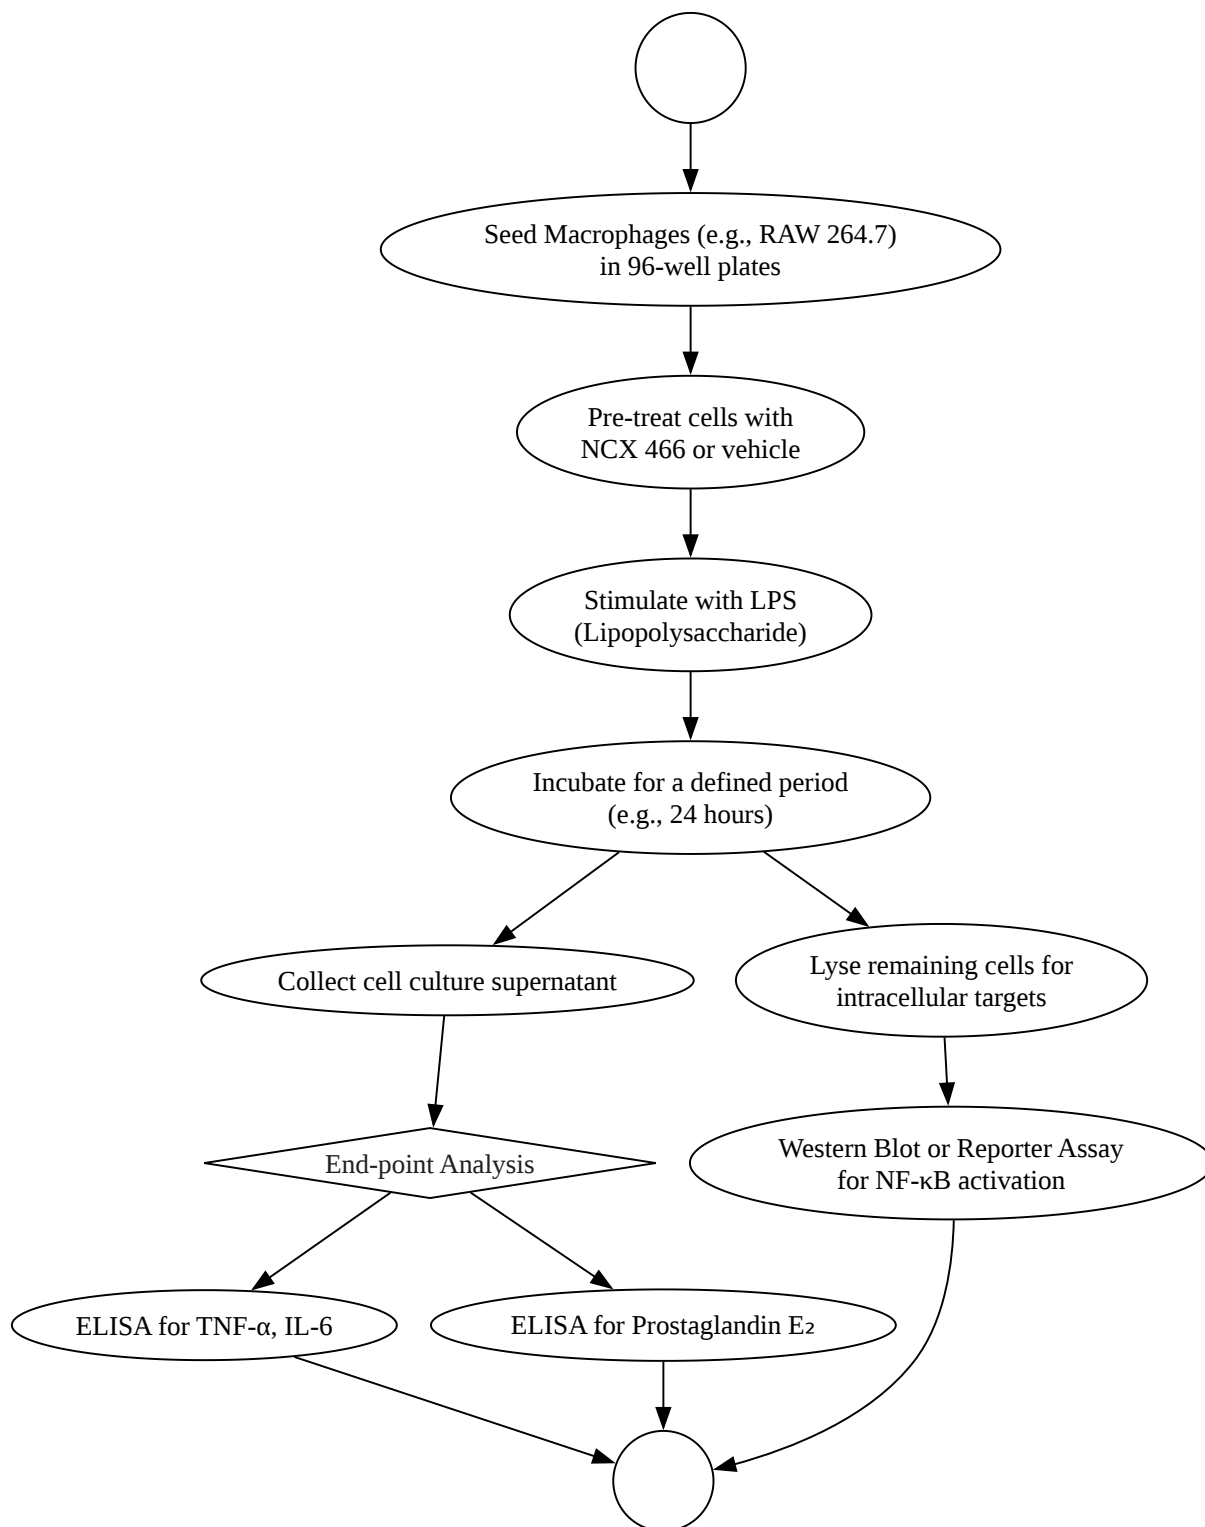 Seed Macrophages (e.g., RAW 264.7)
in 96-well plates
Pre-treat cells with
NCX 466 or vehicle
Stimulate with LPS
(Lipopolysaccharide)
Incubate for a defined period
(e.g., 24 hours)
Collect cell culture supernatant
Lyse remaining cells for
intracellular targets
End-point Analysis
Western Blot or Reporter Assay
for NF-κB activation
ELISA for TNF-α, IL-6
ELISA for Prostaglandin E₂